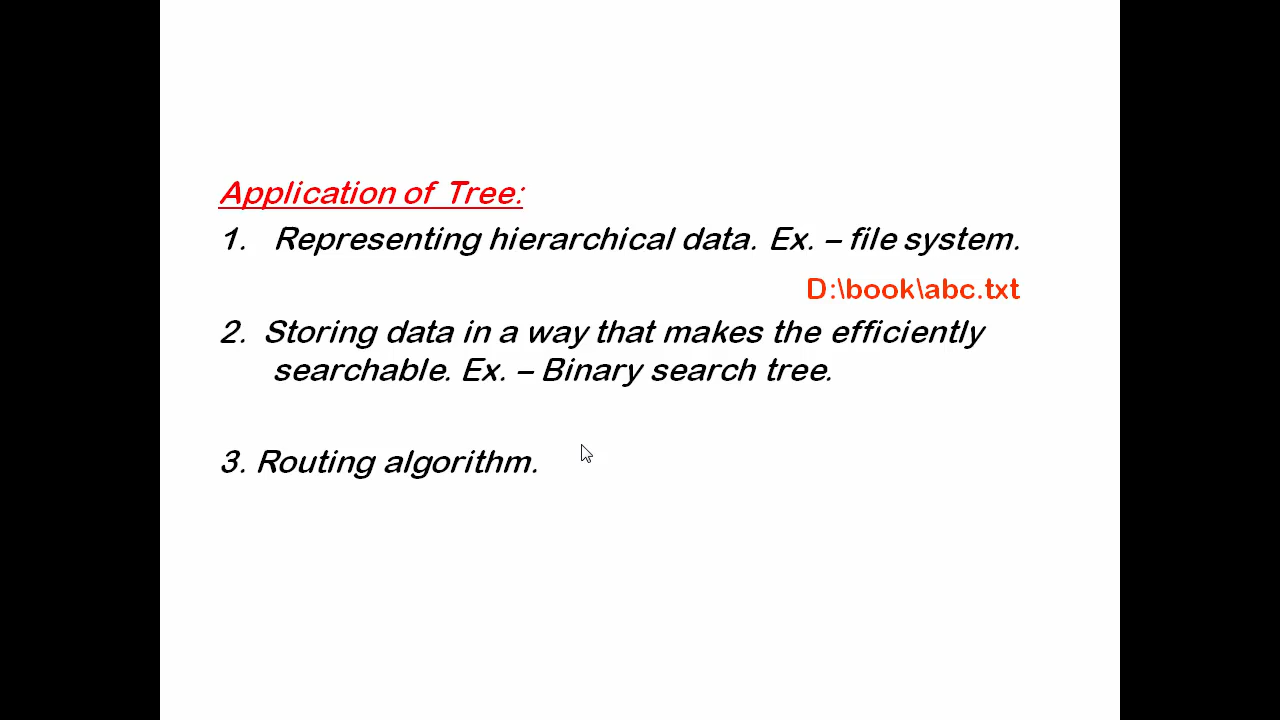 Application of Tree:
1. Representing hierarchical data. Ex. – file system.
D:\book\abc.txt
2. Storing data in a way that makes the efficiently
searchable. Ex. – Binary search tree.
3. Routing algorithm.